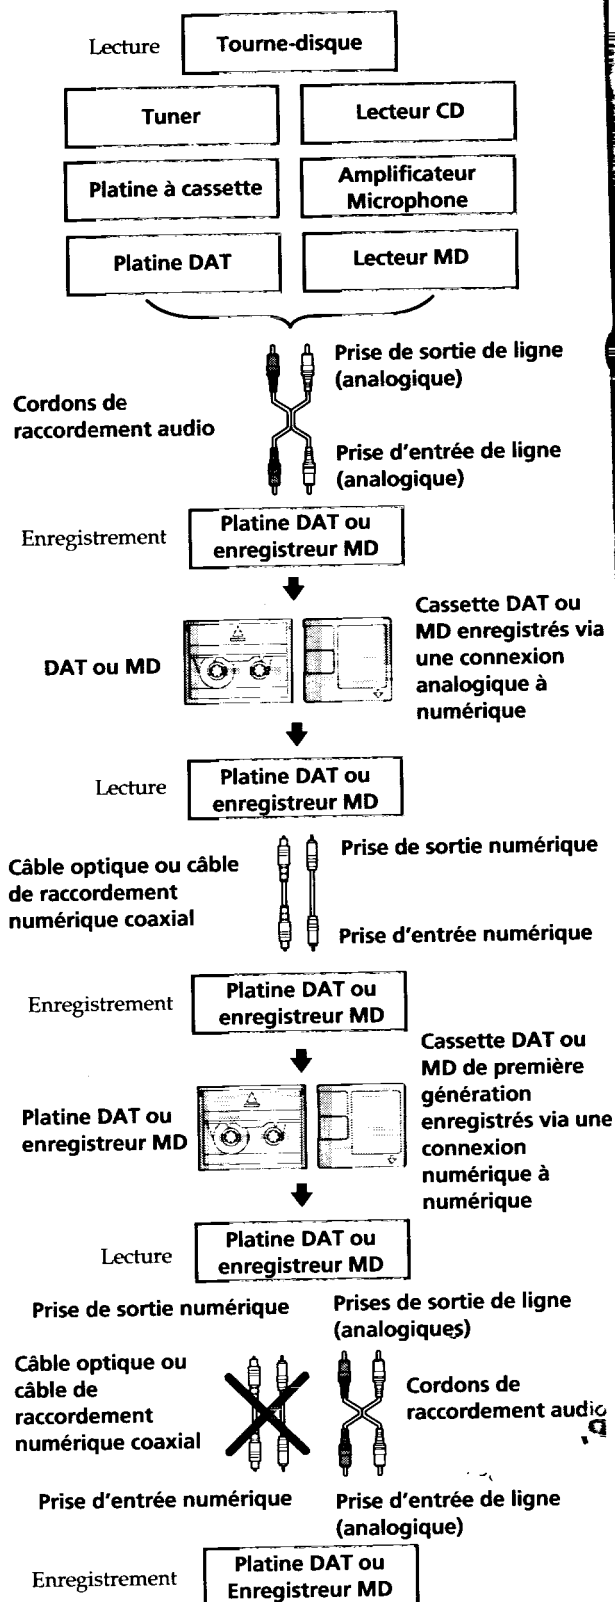 Lecture
Tourne-disque
Tuner
Lecteur CD
Platine à cassette
Amplificateur
Microphone
Platine DAT
Lecteur MD
Prise de sortie de ligne
(analogique)
Cordons de
raccordement audio
Prise d'entrée de ligne
(analogique)
Enregistrement
Platine DAT ou
enregistreur MD
DAT ou MD
Cassette DAT ou
MD enregistrés via
une connexion
analogique à
numérique
Lecture
Platine DAT ou
enregistreur MD
Câble optique ou câble
de raccordement
numérique coaxial
Prise de sortie numérique
Prise d'entrée numérique
Enregistrement
Platine DAT ou
enregistreur MD
Platine DAT ou
enregistreur MD
Cassette DAT ou
MD de première
génération
enregistrés via une
connexion
numérique à
numérique
Lecture
Platine DAT ou
enregistreur MD
Prise de sortie numérique
Prises de sortie de ligne
(analogiques)
Câble optique ou
câble de
raccordement
numérique coaxial
Cordons de
raccordement audio
Prise d'entrée numérique
Prise d'entrée de ligne
(analogique)
Enregistrement
Platine DAT ou
Enregistreur MD